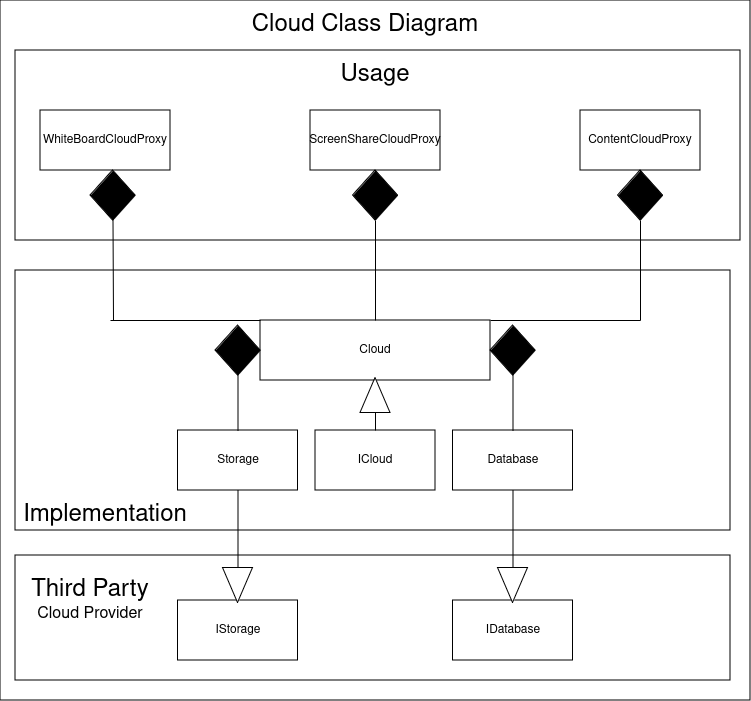 Cloud Class Diagram
Usage
WhiteBoardCloudProxy
ScreenShareCloudProxy
ContentCloudProxy
Cloud
Storage
ICloud
Database
Implementation
Third Party
Cloud Provider
IStorage
IDatabase